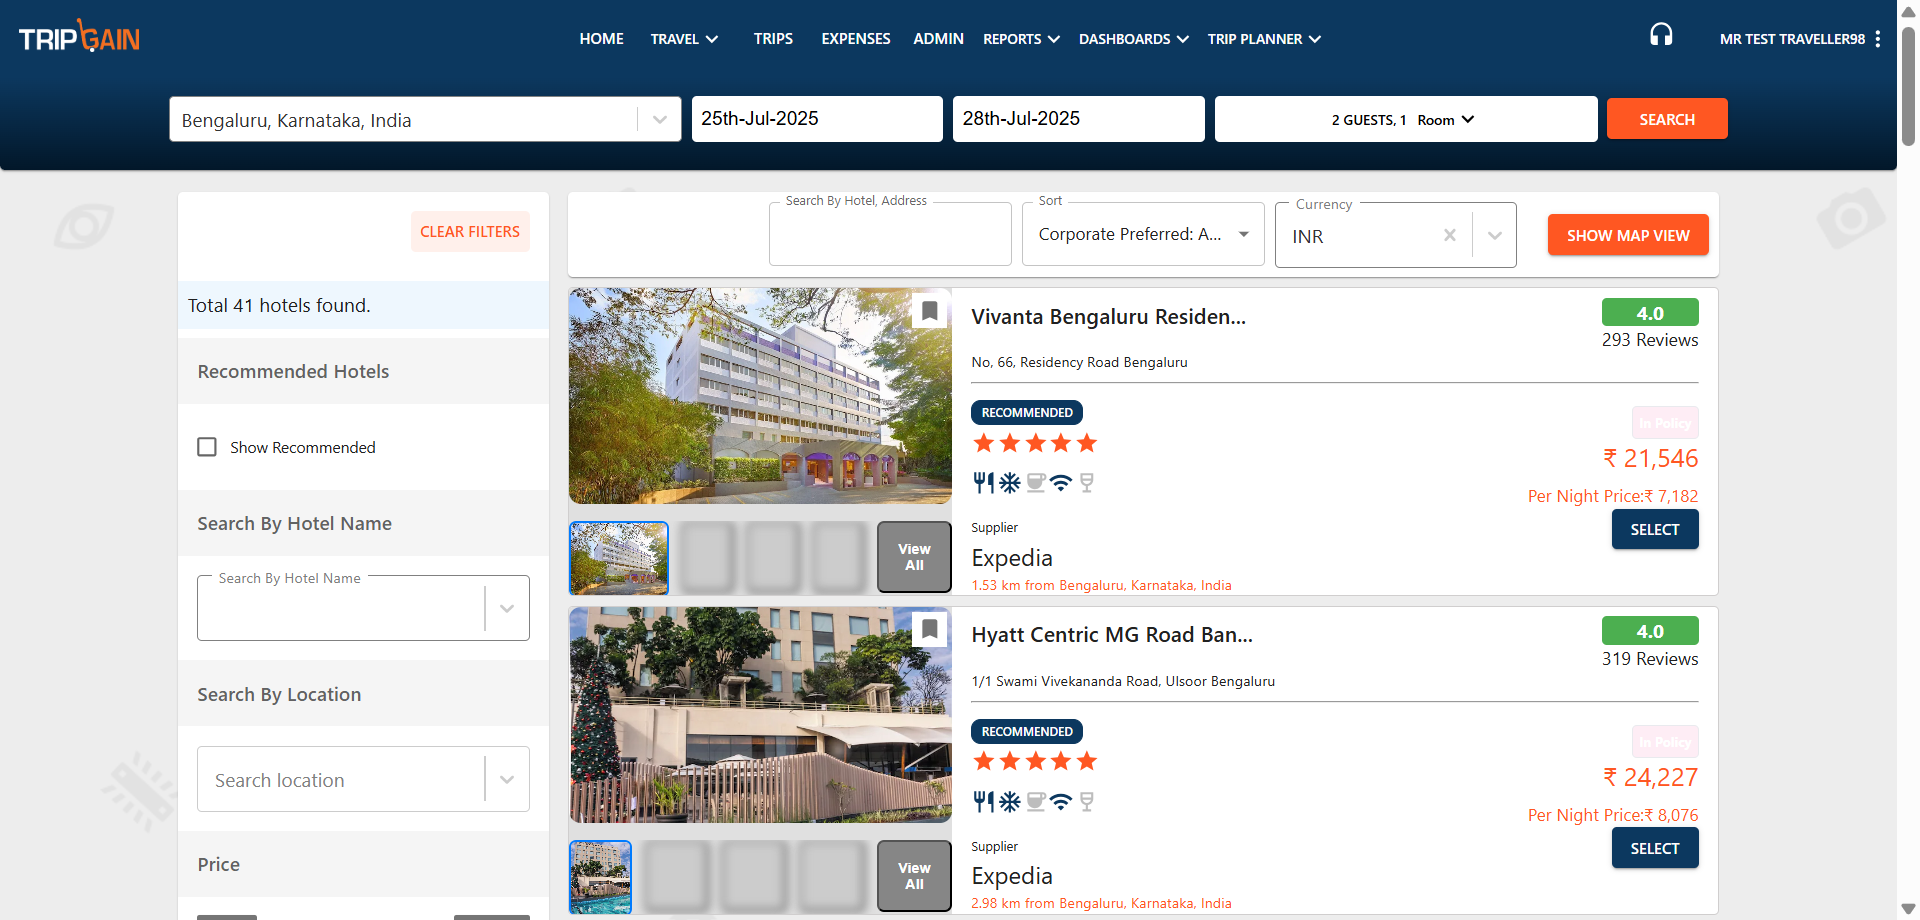 TRIPGAIN
HOME TRAVEL TRIPS EXPENSES ADMIN REPORTS DASHBOARDS TRIP PLANNER
MR TEST TRAVELLER98
Bengaluru, Karnataka, India
25th-Jul-2025
28th-Jul-2025
2 GUESTS, 1 Room
SEARCH
CLEAR FILTERS
Total 41 hotels found.
Recommended Hotels
Show Recommended
Search By Hotel Name
Search By Hotel Name
Search By Location
Search location
Price
Search By Hotel, Address
Sort
Corporate Preferred: A...
Currency
INR
SHOW MAP VIEW
Vivanta Bengaluru Residen...
4.0
293 Reviews
No, 66, Residency Road Bengaluru
RECOMMENDED
In Policy
₹ 21,546
Per Night Price:₹ 7,182
SELECT
Supplier
Expedia
1.53 km from Bengaluru, Karnataka, India
View
All
Hyatt Centric MG Road Ban...
4.0
319 Reviews
1/1 Swami Vivekananda Road, Ulsoor Bengaluru
RECOMMENDED
In Policy
₹ 24,227
Per Night Price:₹ 8,076
SELECT
Supplier
Expedia
2.98 km from Bengaluru, Karnataka, India
View
All